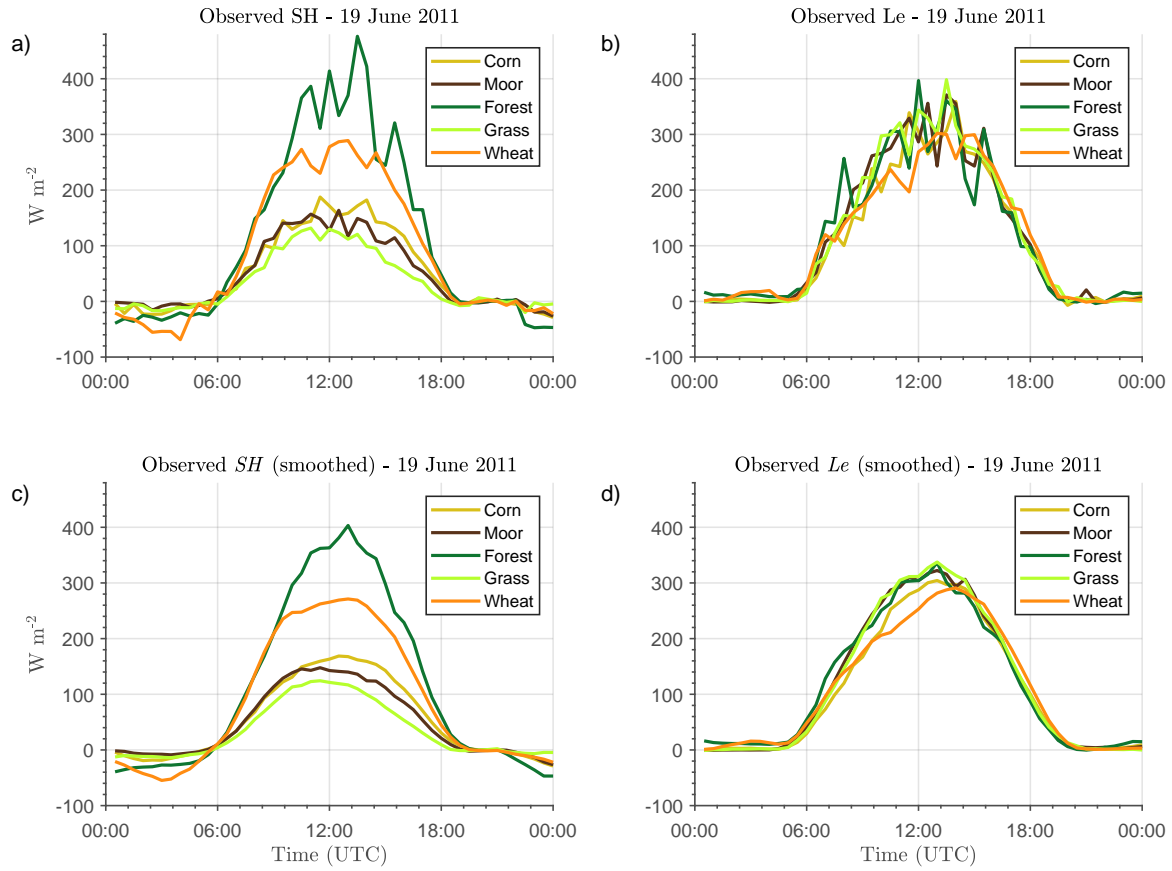 Observed SH - 19 June 2011
a)
W m-2
400
300
200
100
0
-100
00:00 06:00 12:00 18:00 00:00
Corn
Moor
Forest
Grass
Wheat
Observed Le - 19 June 2011
b)
400
300
200
100
0
-100
00:00 06:00 12:00 18:00 00:00
Corn
Moor
Forest
Grass
Wheat
Observed SH (smoothed) - 19 June 2011
c)
W m-2
400
300
200
100
0
-100
00:00 06:00 12:00 18:00 00:00
Time (UTC)
Corn
Moor
Forest
Grass
Wheat
Observed Le (smoothed) - 19 June 2011
d)
400
300
200
100
0
-100
00:00 06:00 12:00 18:00 00:00
Time (UTC)
Corn
Moor
Forest
Grass
Wheat